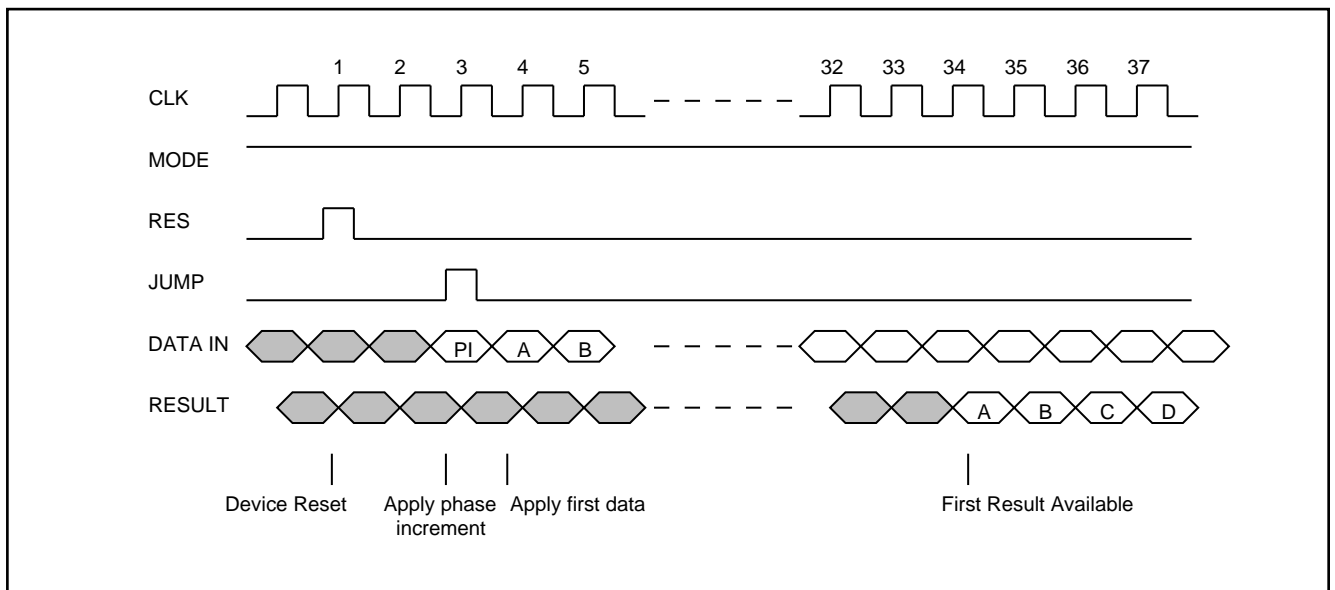 1 2 3 4 5 32 33 34 35 36 37
CLK
MODE
RES
JUMP
DATA IN PI A B
RESULT A B C D
Device Reset Apply phase increment Apply first data First Result Available